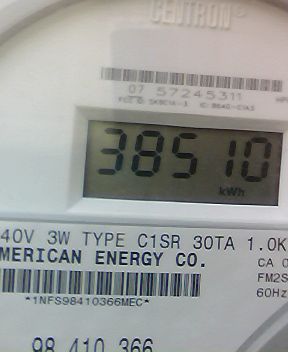 CENTRON®
07 57245311
38510
kWh
40V 3W TYPE C1SR 30TA 1.0K
MERICAN ENERGY CO.
CA 0
FM2S
60Hz
*1NFS98410366MEC*
98 410 366